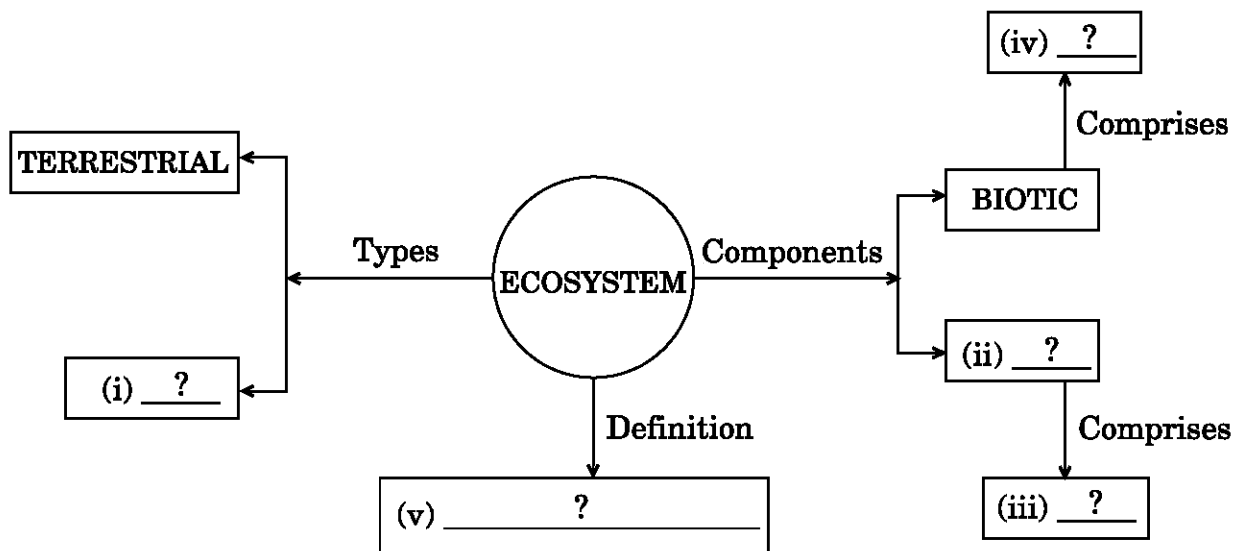 (iv) ?
Comprises
TERRESTRIAL
BIOTIC
Types
Components
ECOSYSTEM
(i) ?
(ii) ?
Definition
Comprises
(v) ?
(iii) ?